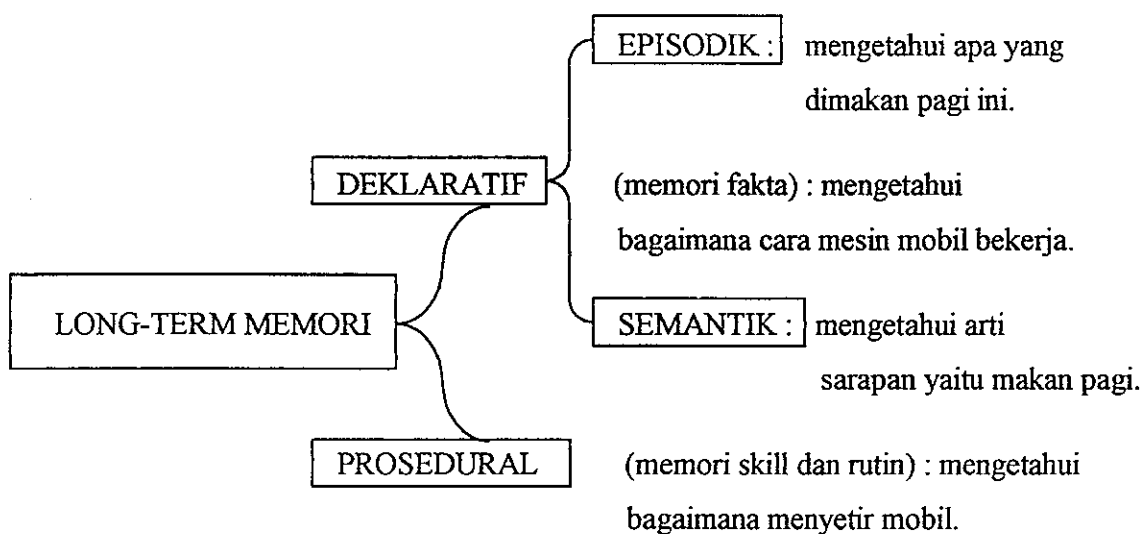 EPISODIK : mengetahui apa yang
dimakan pagi ini.
DEKLARATIF (memori fakta) : mengetahui
bagaimana cara mesin mobil bekerja.
LONG-TERM MEMORI
SEMANTIK : mengetahui arti
sarapan yaitu makan pagi.
PROSEDURAL (memori skill dan rutin) : mengetahui
bagaimana menyetir mobil.